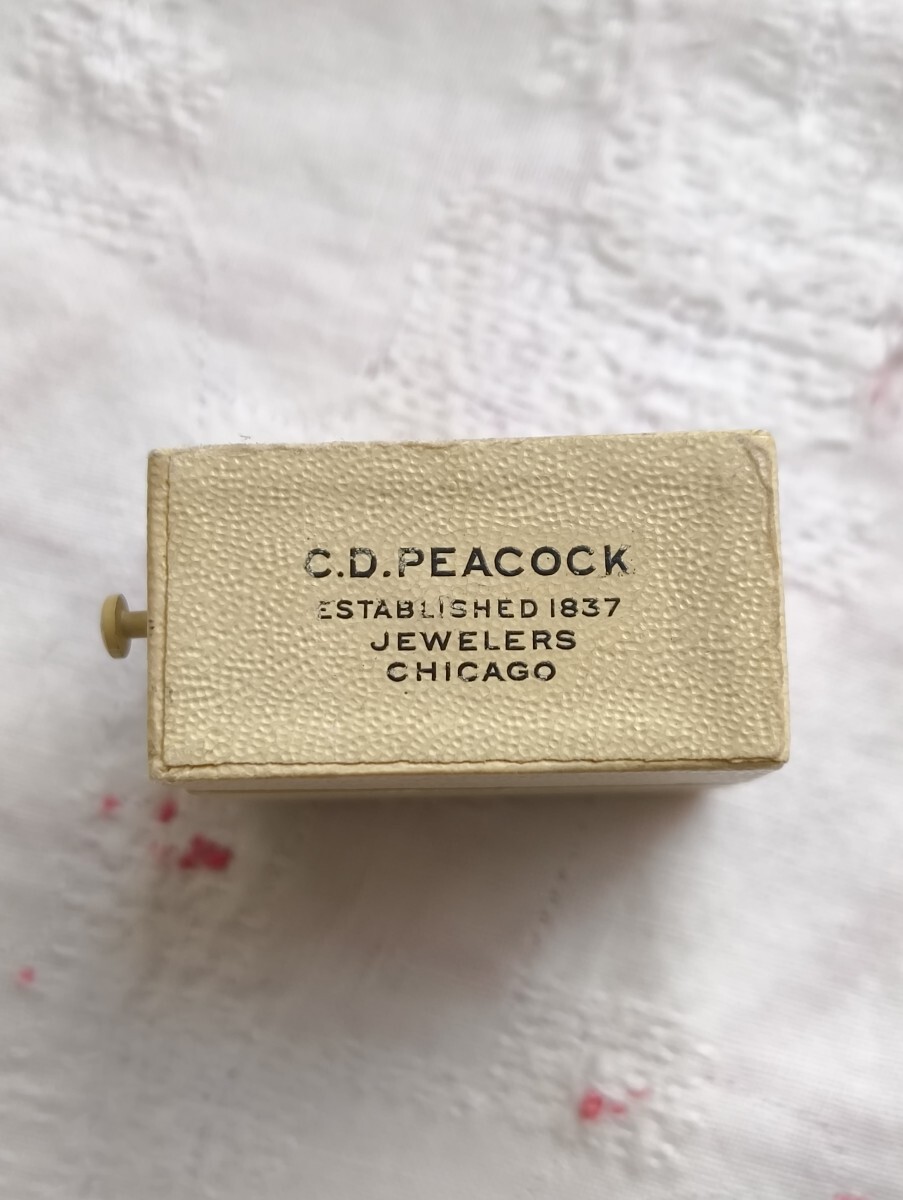 C.D. PEACOCK
ESTABLISHED 1837
JEWELERS
CHICAGO